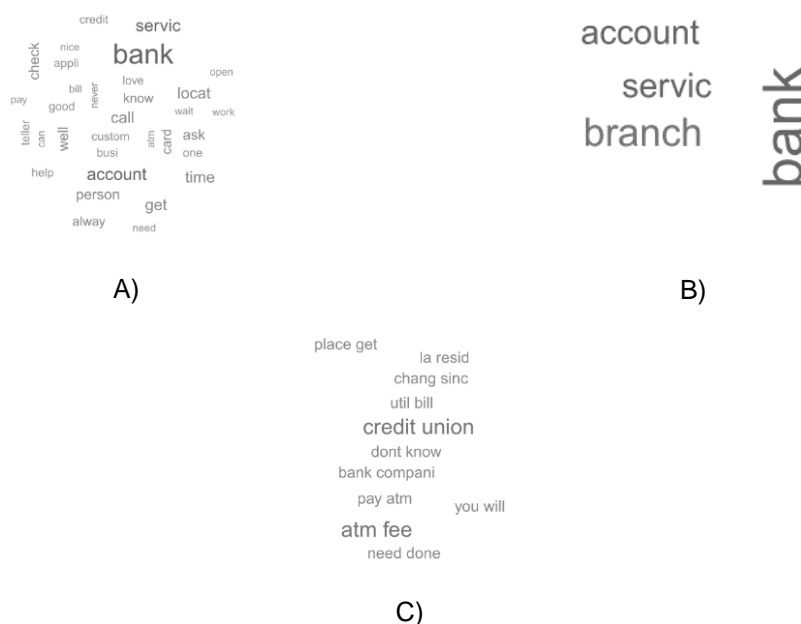 credit
servic
nice
bank
check
appli
open
love
bill
never
know
locat
pay
good
wait
work
call
teller
can
well
custom
atm
card
ask
busi
one
help
account
time
person
get
alway
need
A)
account
servic
branch
bank
B)
place get
la resid
chang sinc
util bill
credit union
dont know
bank compani
pay atm
you will
atm fee
need done
C)